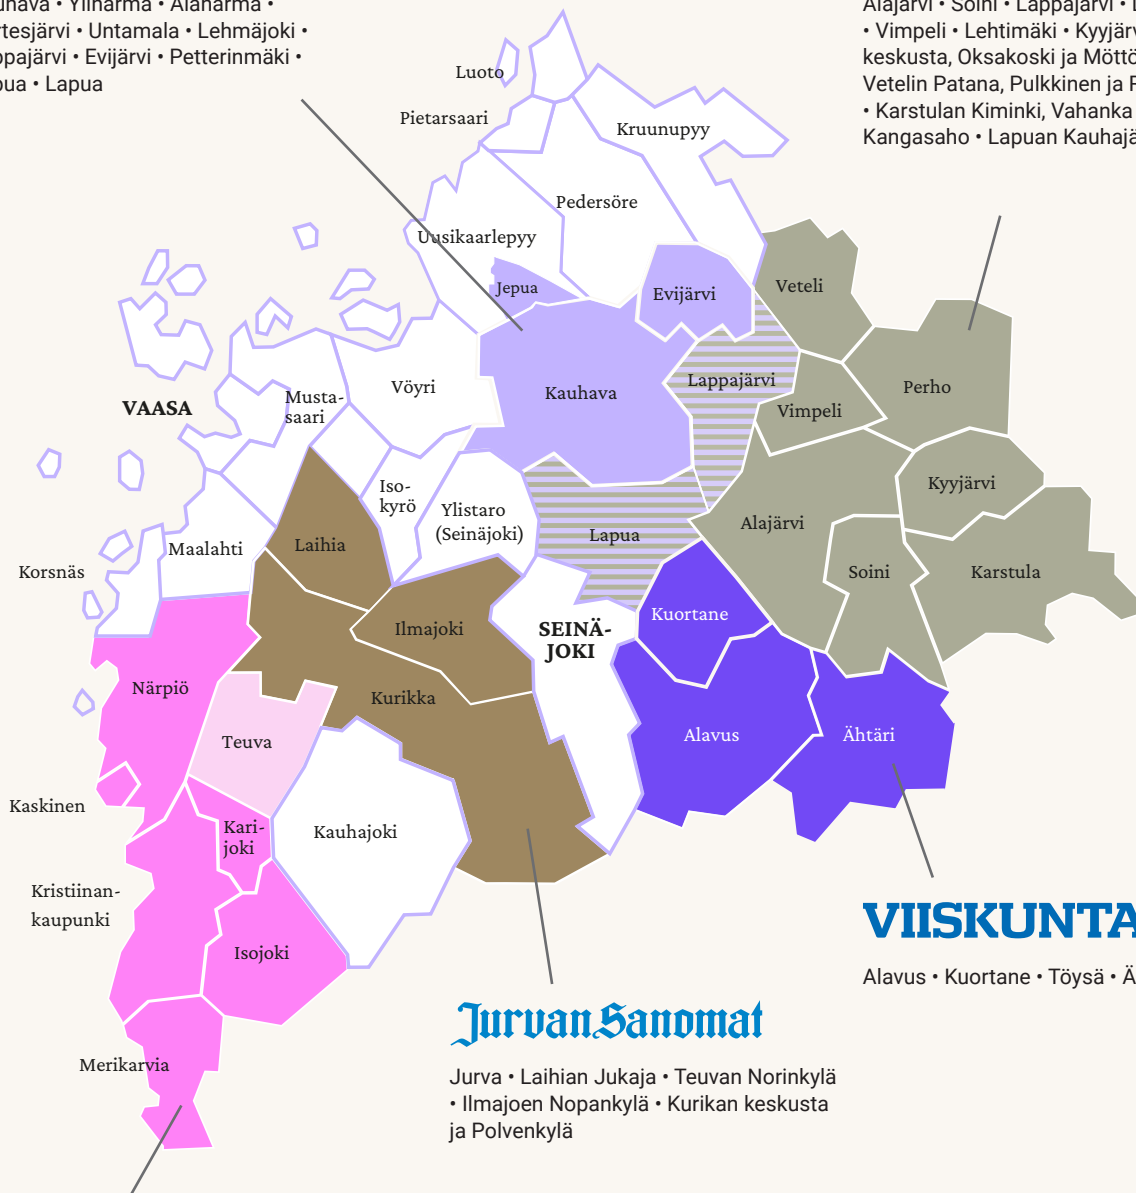 Ylihärmä • Alahärmä •
Untamala • Lehmäjoki •
Evijärvi • Petterinmäki •
• Lapua
Alajärvi • Soini • Lappajärvi •
• Vimpeli • Lehtimäki •
keskusta, Oksakoski ja
Vetelin Patana, Pulkkinen ja
• Karstulan Kiminki, Vahanka
Kangasaho • Lapuan
Luoto
Pietarsaari
Kruunupyy
Pedersöre
Uusikaarlepyy
Jepua
Evijärvi
Veteli
Lappajärvi
Perho
Kauhava
Vöyri
Vimpeli
VAASA
Musta-
saari
Kyyjärvi
Iso-
kyrö
Ylistaro
(Seinäjoki)
Alajärvi
Lapua
Laihia
Maalahti
Korsnäs
Soini
Karstula
Kuortane
Ilmajoki
SEINÄ-
JOKI
Närpiö
Kurikka
Teuva
Alavus
Ähtäri
Kaskinen
Kari-
joki
Kauhajoki
Kristiinan-
kaupunki
Isojoki
VIISKUNTA
Alavus • Kuortane • Töysä •
Jurvan Sanomat
Merikarvia
Jurva • Laihian Jukaja • Teuvan Norinkylä
• Ilmajoen Nopankylä • Kurikan keskusta
ja Polvenkylä